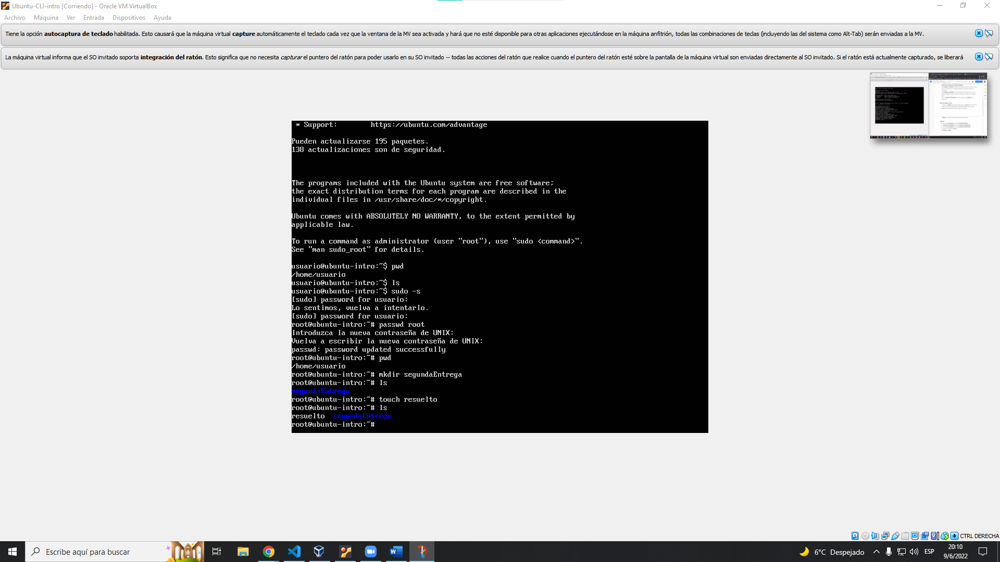 Ubuntu-CLI-intro [Corriendo] - Oracle VM VirtualBox
Archivo Máquina Ver Entrada Dispositivos Ayuda
Tiene la opción autocaptura de teclado habilitada. Esto causará que la máquina virtual capture automáticamente el teclado cada vez que la ventana de la MV sea activada y hará que no esté disponible para otras aplicaciones ejecutándose en la máquina anfitrión, todas las combinaciones de teclas (incluyendo las del sistema como Alt-Tab) serán enviadas a la MV.
La máquina virtual informa que el SO invitado soporta integración del ratón. Esto significa que no necesita capturar el puntero del ratón para poder usarlo en su SO invitado -- todas las acciones del ratón que realice cuando el puntero del ratón esté sobre la pantalla de la máquina virtual son enviadas directamente al SO invitado. Si el ratón está actualmente capturado, se liberará
* Support: https://ubuntu.com/advantage
Pueden actualizarse 195 paquetes.
138 actualizaciones son de seguridad.
The programs included with the Ubuntu system are free software;
the exact distribution terms for each program are described in the
individual files in /usr/share/doc/*/copyright.
Ubuntu comes with ABSOLUTELY NO WARRANTY, to the extent permitted by
applicable law.
To run a command as administrator (user "root"), use "sudo <command>".
See "man sudo_root" for details.
usuario@ubuntu-intro:~$ pwd
/home/usuario
usuario@ubuntu-intro:~$ ls
usuario@ubuntu-intro:~$ sudo -s
[sudo] password for usuario:
Lo sentimos, vuelva a intentarlo.
[sudo] password for usuario:
root@ubuntu-intro:~# passwd root
Introduzca la nueva contraseña de UNIX:
Vuelva a escribir la nueva contraseña de UNIX:
passwd: password updated successfully
root@ubuntu-intro:~# pwd
/home/usuario
root@ubuntu-intro:~# mkdir segundaEntrega
root@ubuntu-intro:~# ls
segundaEntrega
root@ubuntu-intro:~# touch resuelto
root@ubuntu-intro:~# ls
resuelto segundaEntrega
root@ubuntu-intro:~#
CTRL DERECHA
Escribe aquí para buscar
6°C Despejado
ESP
20:10
9/6/2022